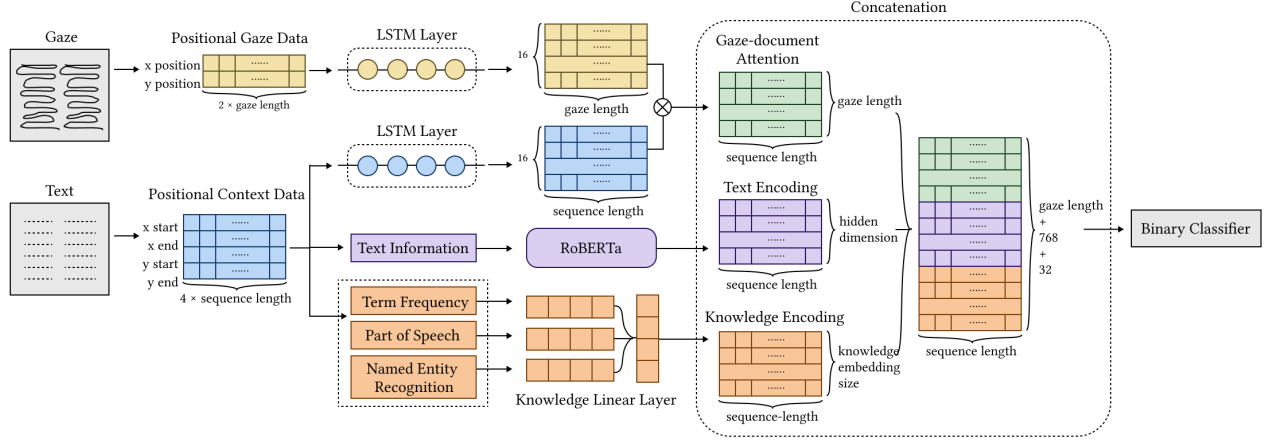 Concatenation
Gaze
Positional Gaze Data
x position
y position
......
......
2 × gaze length
LSTM Layer
16
......
......
......
......
gaze length
Gaze-document
Attention
......
......
......
......
gaze length
sequence length
LSTM Layer
16
......
......
......
......
sequence length
Text
Positional Context Data
x start
x end
y start
y end
......
......
......
......
4 × sequence length
Text Information
RoBERTa
Text Encoding
......
......
......
......
hidden
dimension
sequence length
Term Frequency
Part of Speech
Named Entity
Recognition
Knowledge Linear Layer
Knowledge Encoding
......
......
......
......
knowledge
embedding
size
sequence-length
......
......
......
......
......
......
......
......
......
......
......
......
gaze length
+
768
+
32
sequence length
Binary Classifier